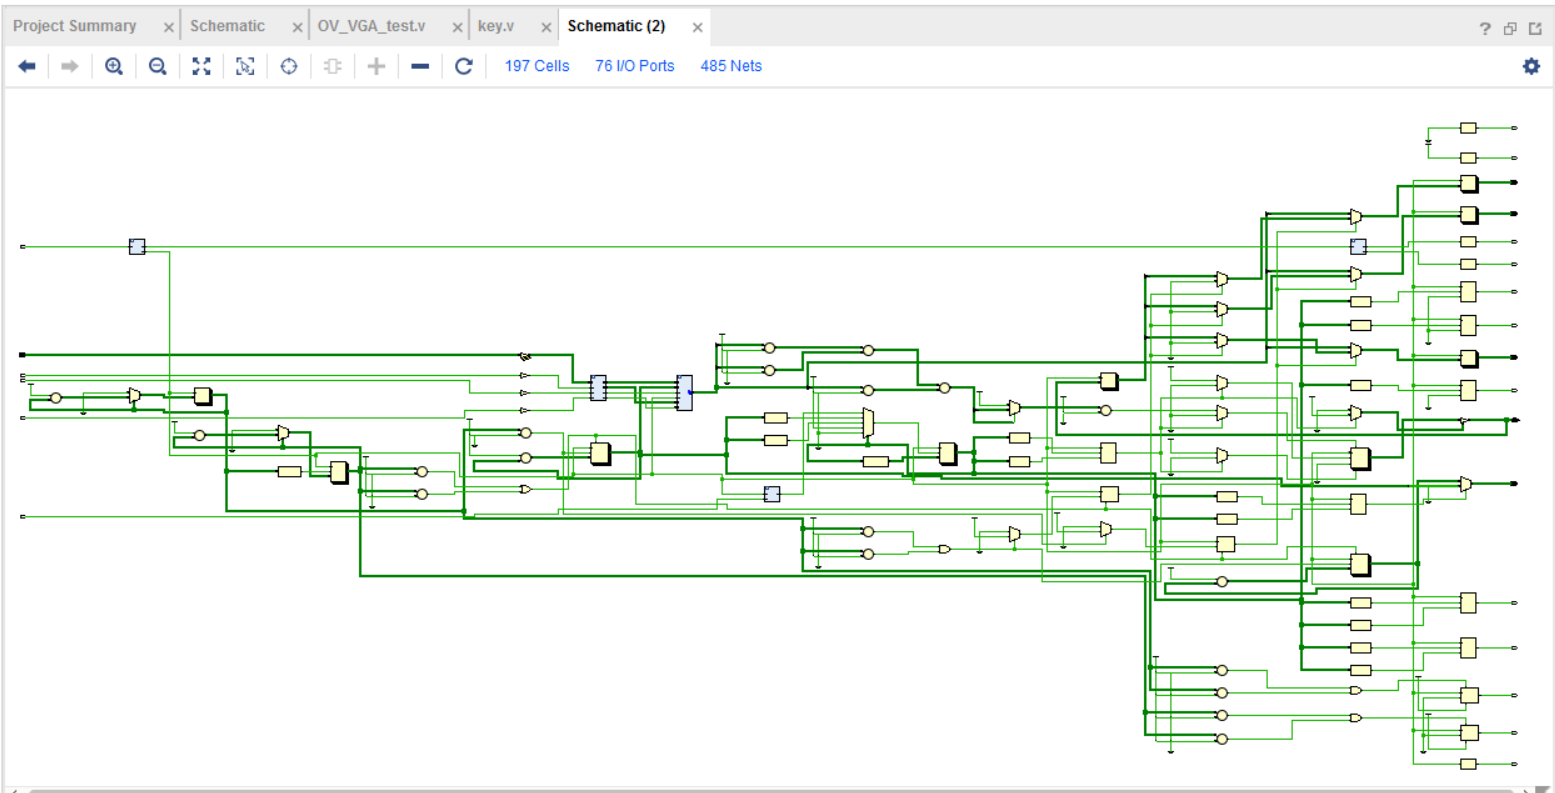 Project Summary × Schematic × OV_VGA_test.v × key.v × Schematic (2) × ?
197 Cells 76 I/O Ports 485 Nets